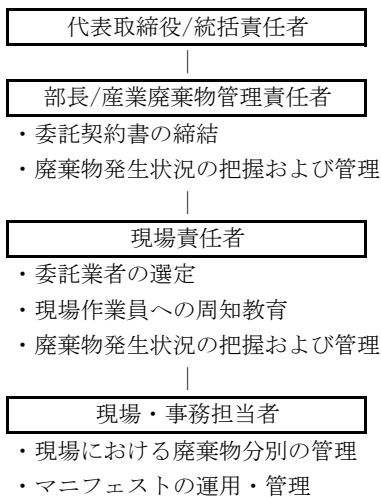 代表取締役/統括責任者
部長/産業廃棄物管理責任者
・委託契約書の締結
・廃棄物発生状況の把握および管理
現場責任者
・委託業者の選定
・現場作業員への周知教育
・廃棄物発生状況の把握および管理
現場・事務担当者
・現場における廃棄物分別の管理
・マニフェストの運用・管理